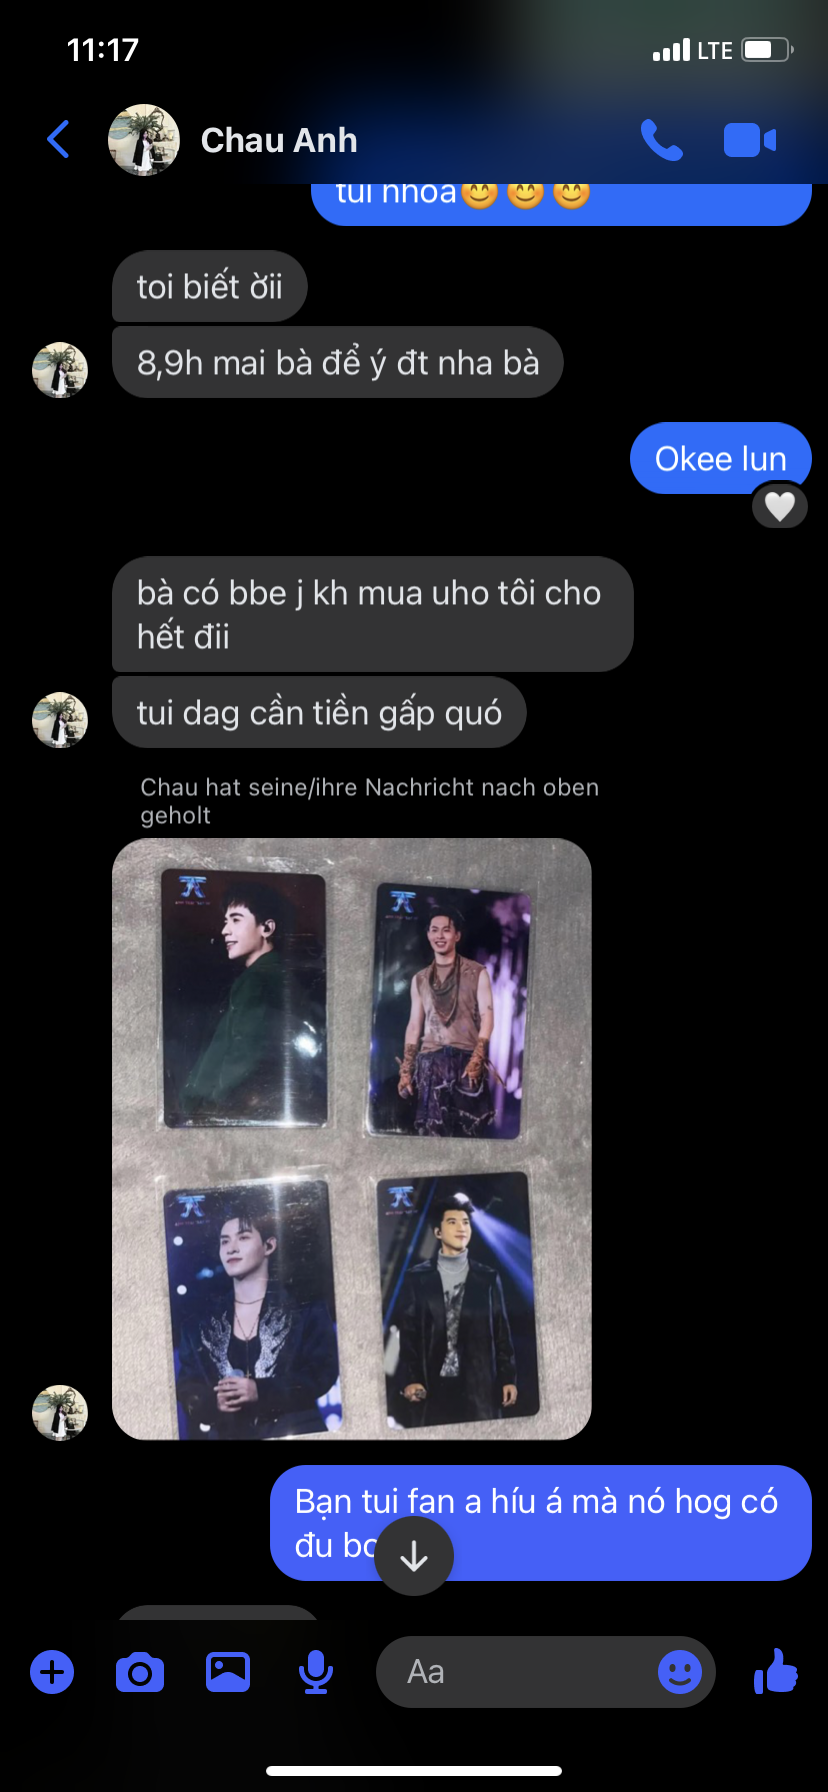 11:17
LTE
Chau Anh
tui nhoa😊😊😊
toi biết ờii
8,9h mai bà để ý đt nha bà
Okee lun
bà có bbe j kh mua uho tôi cho
hết đii
tui dag cần tiền gấp quó
Chau hat seine/ihre Nachricht nach oben
geholt
Bạn tui fan a híu á mà nó hog có
đu
Aa